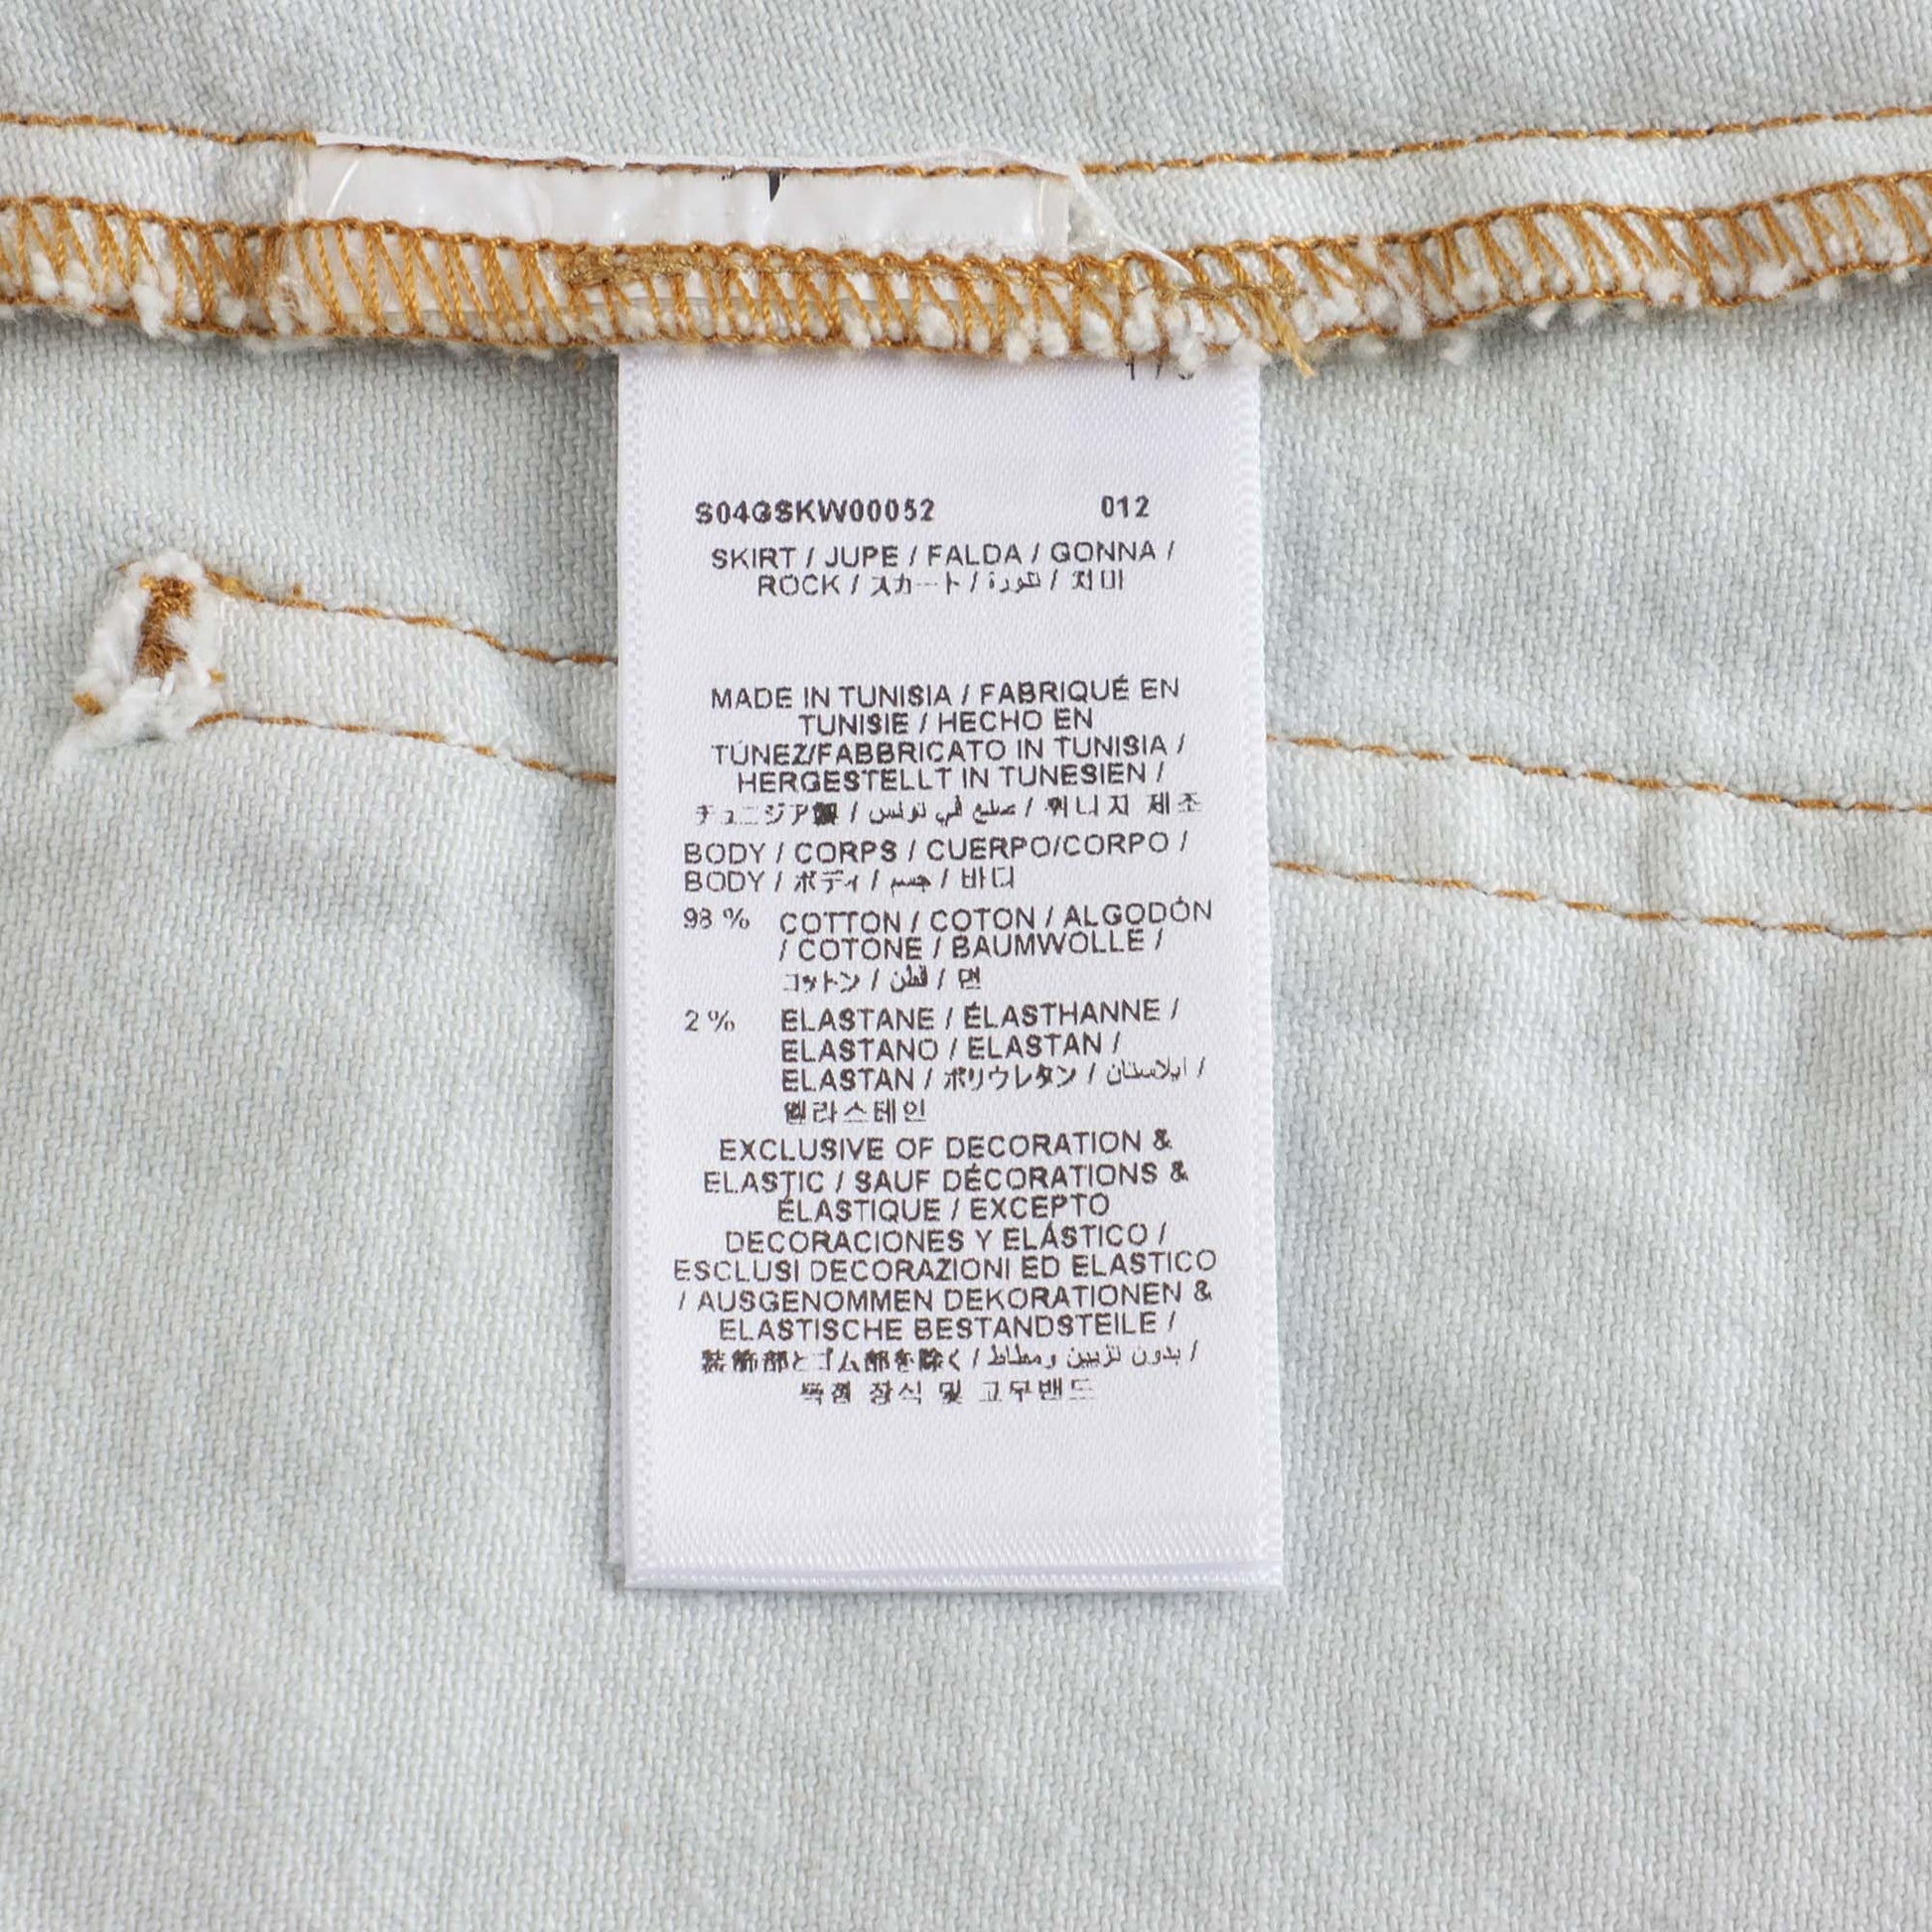 S04GSKW00052 012
SKIRT / JUPE / FALDA / GONNA /
ROCK / スカート / تنورة / 치마
MADE IN TUNISIA / FABRIQUÉ EN
TUNISIE / HECHO EN
TÚNEZ/FABBRICATO IN TUNISIA /
HERGESTELLT IN TUNESIEN /
チュニジア製 / صنع في تونس / 튀니지 제조
BODY / CORPS / CUERPO/CORPO /
BODY / ボディ / جسم / 바디
98 % COTTON / COTON / ALGODÓN
/ COTONE / BAUMWOLLE /
コットン / قطن / 면
2 % ELASTANE / ÉLASTHANNE /
ELASTANO / ELASTAN /
ELASTAN / ポリウレタン / ايلاستان /
엘라스테인
EXCLUSIVE OF DECORATION &
ELASTIC / SAUF DÉCORATIONS &
ÉLASTIQUE / EXCEPTO
DECORACIONES Y ELÁSTICO /
ESCLUSI DECORAZIONI ED ELASTICO
/ AUSGENOMMEN DEKORATIONEN &
ELASTISCHE BESTANDSTEILE /
装飾部とゴム部を除く / بدون تزيين ومطاط /
장식 및 고무밴드